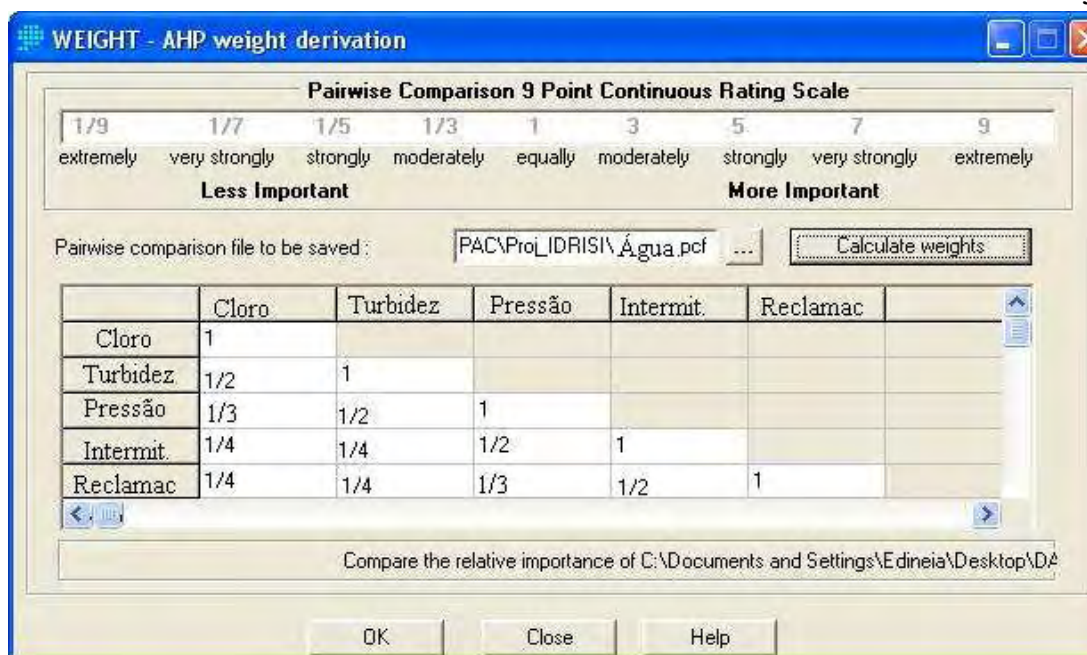 WEIGHT - AHP weight derivation
Pairwise Comparison 9 Point Continuous Rating Scale
1/9 1/7 1/5 1/3 1 3 5 7 9
extremely very strongly strongly moderately equally moderately strongly very strongly extremely
Less Important More Important
Pairwise comparison file to be saved : PAC\Proj_IDRISI\Água.pcf ... Calculate weights
Cloro Turbidez Pressão Intermit. Reclamac
Cloro 1
Turbidez 1/2 1
Pressão 1/3 1/2 1
Intermit. 1/4 1/4 1/2 1
Reclamac 1/4 1/4 1/3 1/2 1
Compare the relative importance of C:\Documents and Settings\Edineia\Desktop\DA
OK Close Help